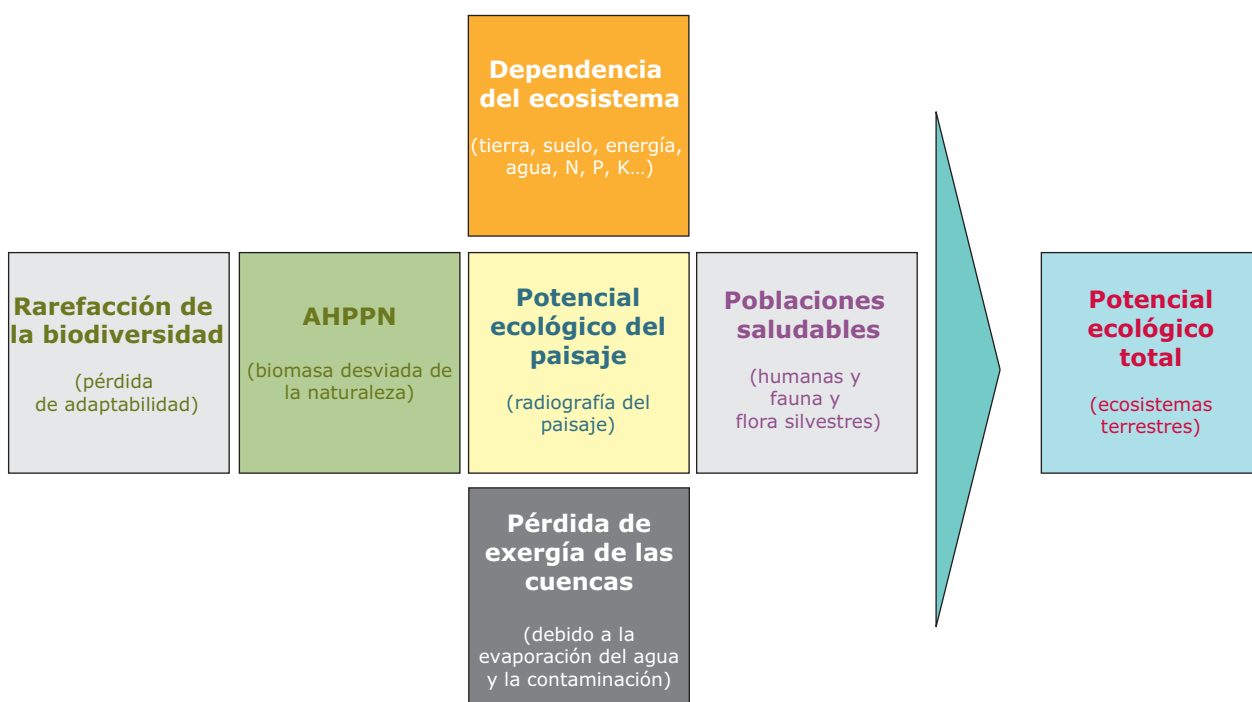 Dependencia
del ecosistema
(tierra, suelo, energía,
agua, N, P, K...)
Rarefacción de
la biodiversidad
(pérdida
de adaptabilidad)
AHPPN
(biomasa desviada de
la naturaleza)
Potencial
ecológico del
paisaje
(radiografía del
paisaje)
Poblaciones
saludables
(humanas y
fauna y
flora silvestres)
Potencial
ecológico
total
(ecosistemas
terrestres)
Pérdida de
exergía de las
cuencas
(debido a la
evaporación del agua
y la contaminación)